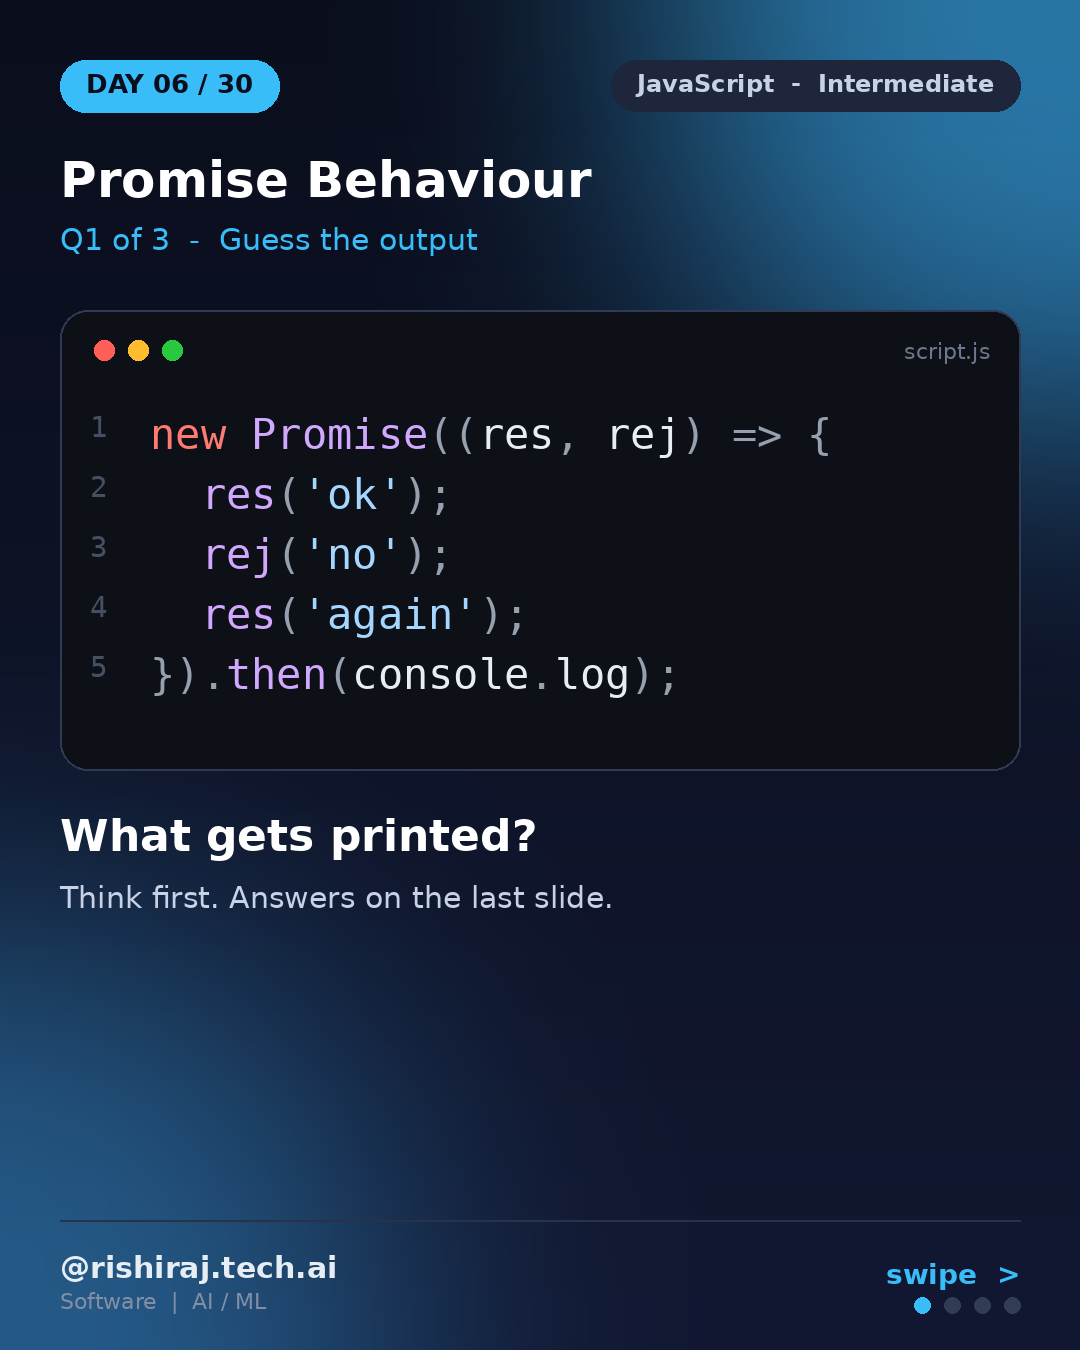 DAY 06 / 30
JavaScript - Intermediate
Promise Behaviour
Q1 of 3 - Guess the output
script.js
1 new Promise((res, rej) => {
2   res('ok');
3   rej('no');
4   res('again');
5 }).then(console.log);
What gets printed?
Think first. Answers on the last slide.
@rishiraj.tech.ai
Software | AI / ML
swipe >